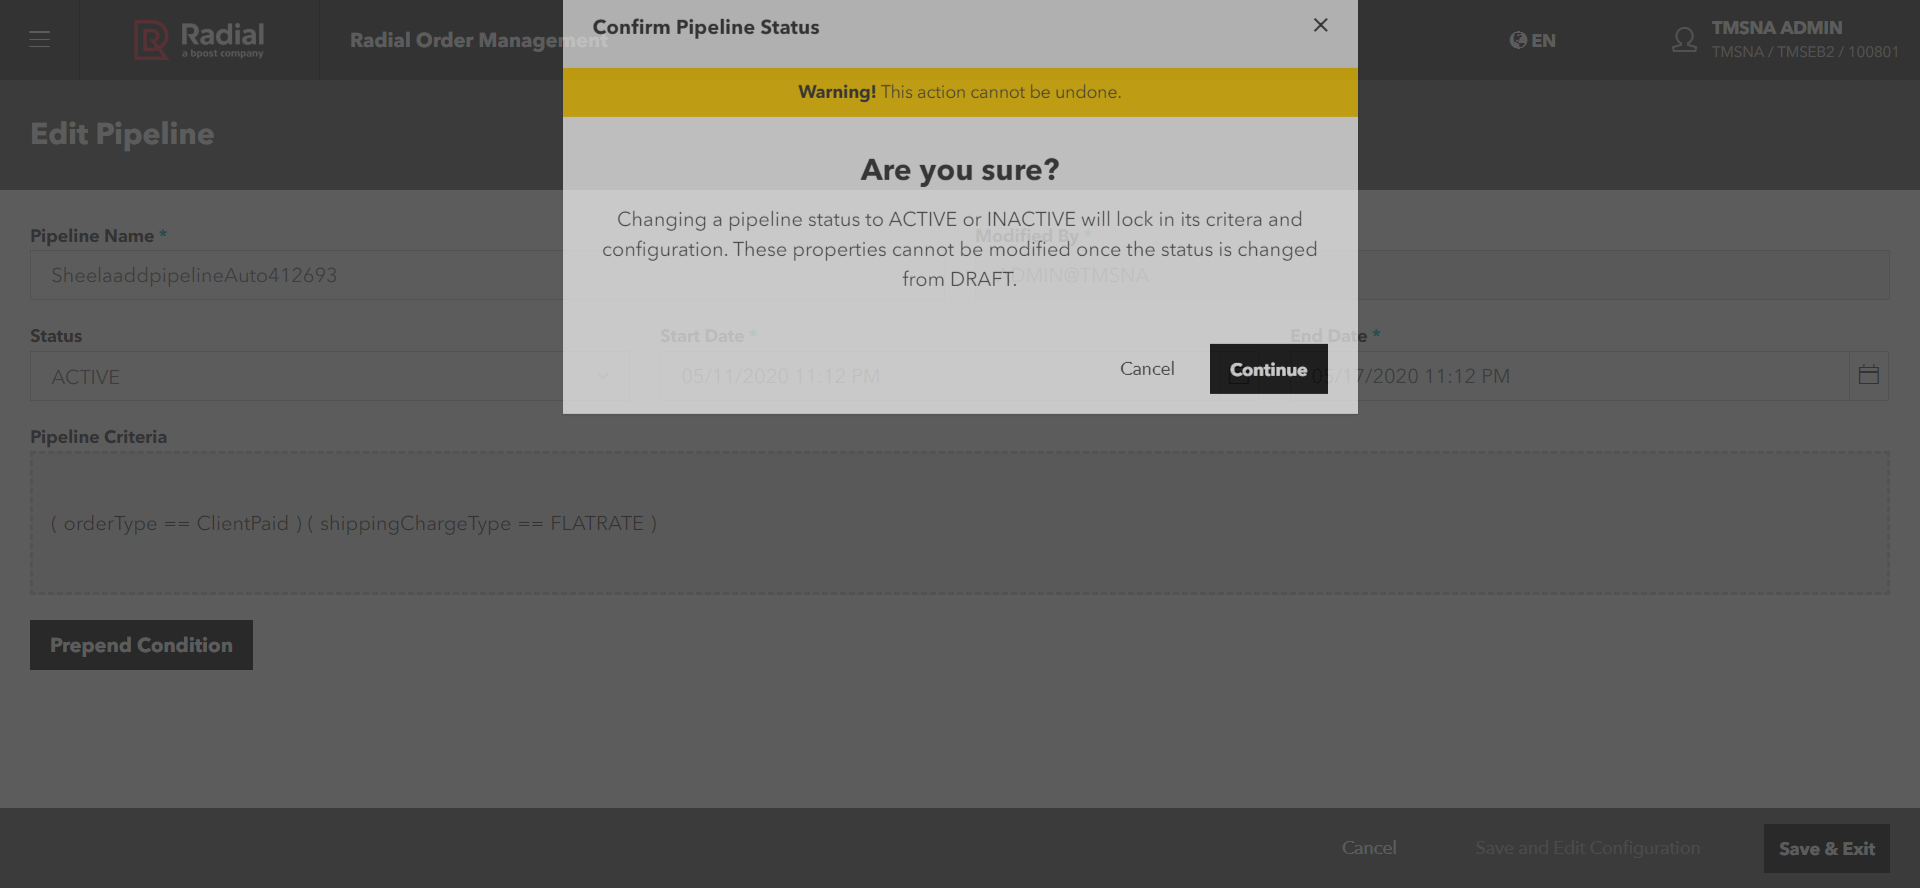 Confirm Pipeline Status
Radial
a bpost company
Radial Order Management
EN
TMSNA ADMIN
TMSNA / TMSEB2 / 100801
Warning! This action cannot be undone.
Edit Pipeline
Are you sure?
Changing a pipeline status to ACTIVE or INACTIVE will lock in its critera and
configuration. These properties cannot be modified once the status is changed
from DRAFT.
Cancel
Continue
Pipeline Name *
Modified By *
SheelaaddpipelineAuto412693
ADMIN@TMSNA
Status
Start Date *
End Date *
ACTIVE
05/11/2020 11:12 PM
05/17/2020 11:12 PM
Pipeline Criteria
( orderType == ClientPaid ) ( shippingChargeType == FLATRATE )
Prepend Condition
Cancel
Save and Edit Configuration
Save & Exit